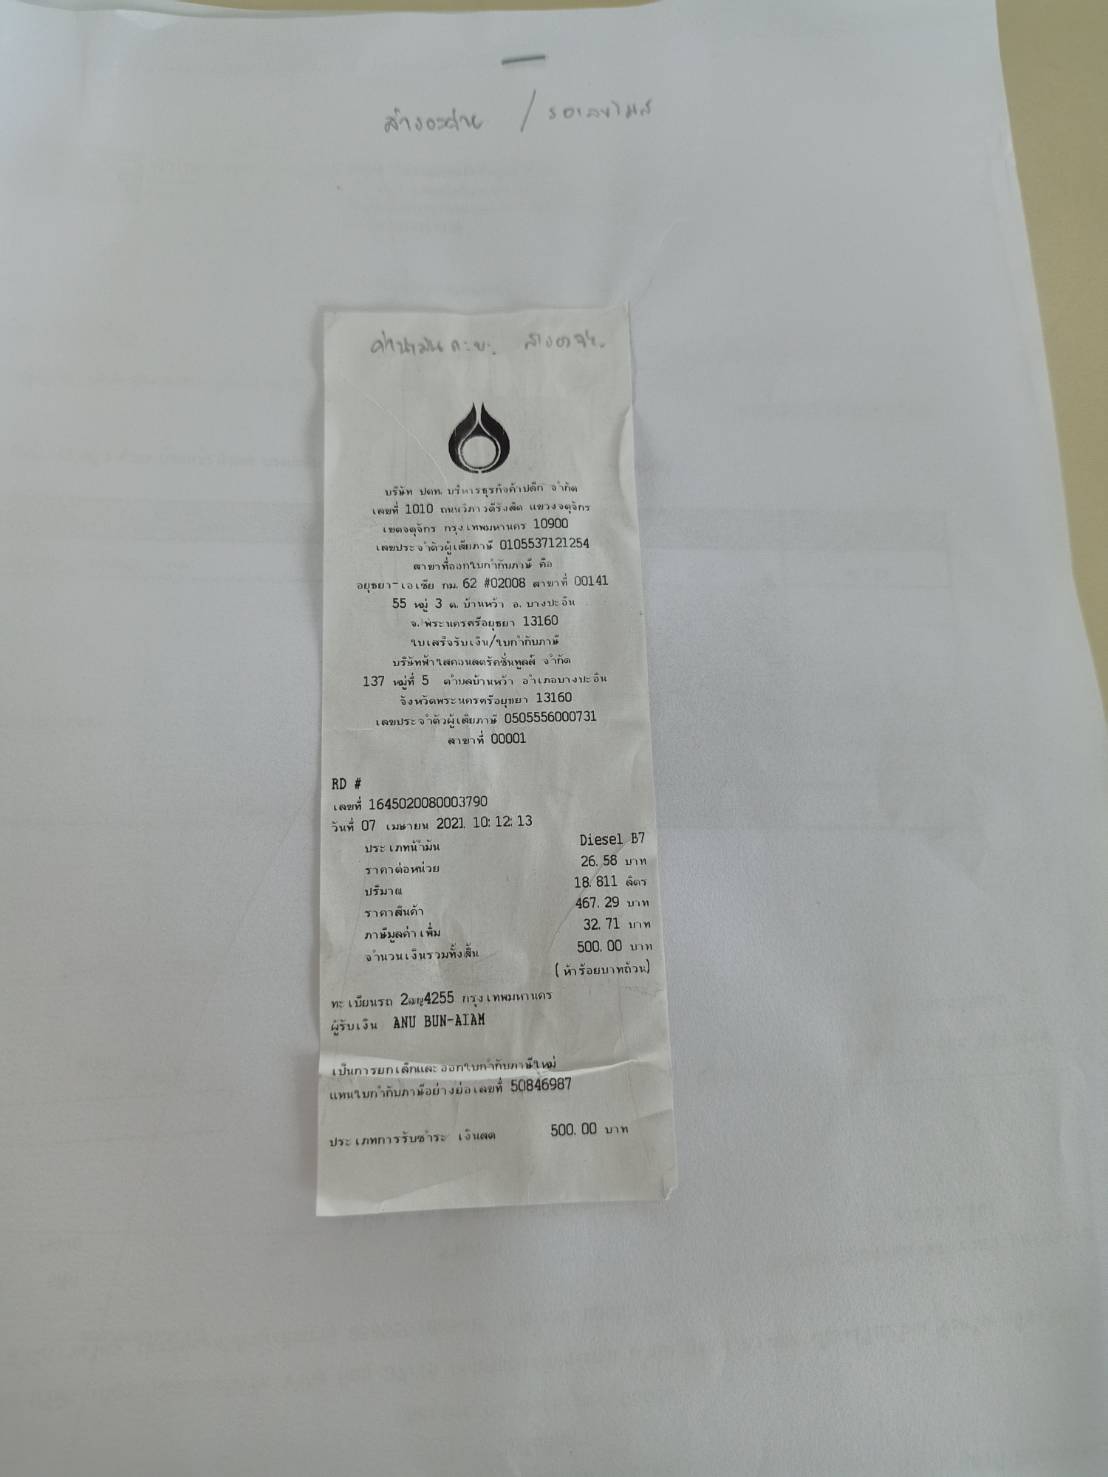 สำรองจ่าย / รอเลขไมล์
ค่าน้ำมัน กะบะ สำรองจ่าย
บริษัท ปตท. บริหารธุรกิจค้าปลีก จำกัด
เลขที่ 1010 ถนนวิภาวดีรังสิต แขวงจตุจักร
เขตจตุจักร กรุงเทพมหานคร 10900
เลขประจำตัวผู้เสียภาษี 0105537121254
สาขาที่ออกใบกำกับภาษี คือ
อยุธยา-เอเซีย กม. 62 #02008 สาขาที่ 00141
55 หมู่ 3 ต. บ้านหว้า อ. บางปะอิน
จ. พระนครศรีอยุธยา 13160
ใบเสร็จรับเงิน/ใบกำกับภาษี
บริษัทฟ้าใสคอนสตรัคชั่นทูลส์ จำกัด
137 หมู่ที่ 5 ตำบลบ้านหว้า อำเภอบางปะอิน
จังหวัดพระนครศรีอยุธยา 13160
เลขประจำตัวผู้เสียภาษี 0505556000731
สาขาที่ 00001
RD #
เลขที่ 1645020080003790
วันที่ 07 เมษายน 2021 10:12:13
ประเภทน้ำมัน Diesel B7
ราคาต่อหน่วย 26.58 บาท
ปริมาณ 18.811 ลิตร
ราคาสินค้า 467.29 บาท
ภาษีมูลค่าเพิ่ม 32.71 บาท
จำนวนเงินรวมทั้งสิ้น 500.00 บาท
(ห้าร้อยบาทถ้วน)
ทะเบียนรถ 4255 กรุงเทพมหานคร
ผู้รับเงิน ANU BUN-AIAM
เป็นการยกเลิกและออกใบกำกับภาษีใหม่
แทนใบกำกับภาษีอย่างย่อเลขที่ 50846987
ประเภทการรับชำระ เงินสด 500.00 บาท